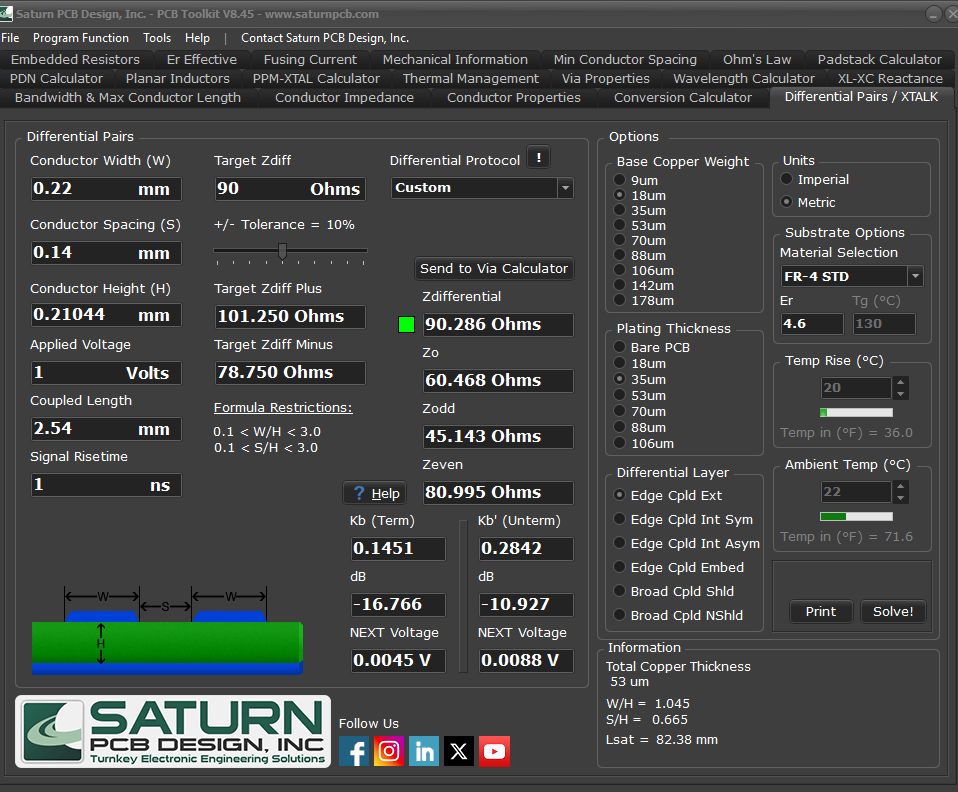 Saturn PCB Design, Inc. - PCB Toolkit V8.45 - www.saturnpcb.com
File Program Function Tools Help | Contact Saturn PCB Design, Inc.
Embedded Resistors Er Effective Fusing Current Mechanical Information Min Conductor Spacing Ohm's Law Padstack Calculator
PDN Calculator Planar Inductors PPM-XTAL Calculator Thermal Management Via Properties Wavelength Calculator XL-XC Reactance
Bandwidth & Max Conductor Length Conductor Impedance Conductor Properties Conversion Calculator Differential Pairs / XTALK
Differential Pairs
Conductor Width (W)
0.22 mm
Conductor Spacing (S)
0.14 mm
Conductor Height (H)
0.21044 mm
Applied Voltage
1 Volts
Coupled Length
2.54 mm
Signal Risetime
1 ns
Target Zdiff
90 Ohms
+/- Tolerance = 10%
Target Zdiff Plus
101.250 Ohms
Target Zdiff Minus
78.750 Ohms
Formula Restrictions:
0.1 < W/H < 3.0
0.1 < S/H < 3.0
Differential Protocol !
Custom
Send to Via Calculator
Zdifferential
90.286 Ohms
Zo
60.468 Ohms
Zodd
45.143 Ohms
Zeven
80.995 Ohms
? Help
Kb (Term)
0.1451
dB
-16.766
NEXT Voltage
0.0045 V
Kb' (Unterm)
0.2842
dB
-10.927
NEXT Voltage
0.0088 V
W W
S
H
Options
Base Copper Weight
9um
18um
35um
53um
70um
88um
106um
142um
178um
Plating Thickness
Bare PCB
18um
35um
53um
70um
88um
106um
Differential Layer
Edge Cpld Ext
Edge Cpld Int Sym
Edge Cpld Int Asym
Edge Cpld Embed
Broad Cpld Shld
Broad Cpld NShld
Units
Imperial
Metric
Substrate Options
Material Selection
FR-4 STD
Er Tg (°C)
4.6 130
Temp Rise (°C)
20
Temp in (°F) = 36.0
Ambient Temp (°C)
22
Temp in (°F) = 71.6
Print Solve!
Information
Total Copper Thickness
53 um
W/H = 1.045
S/H = 0.665
Lsat = 82.38 mm
SATURN
PCB DESIGN, INC
Turnkey Electronic Engineering Solutions
Follow Us
f in X